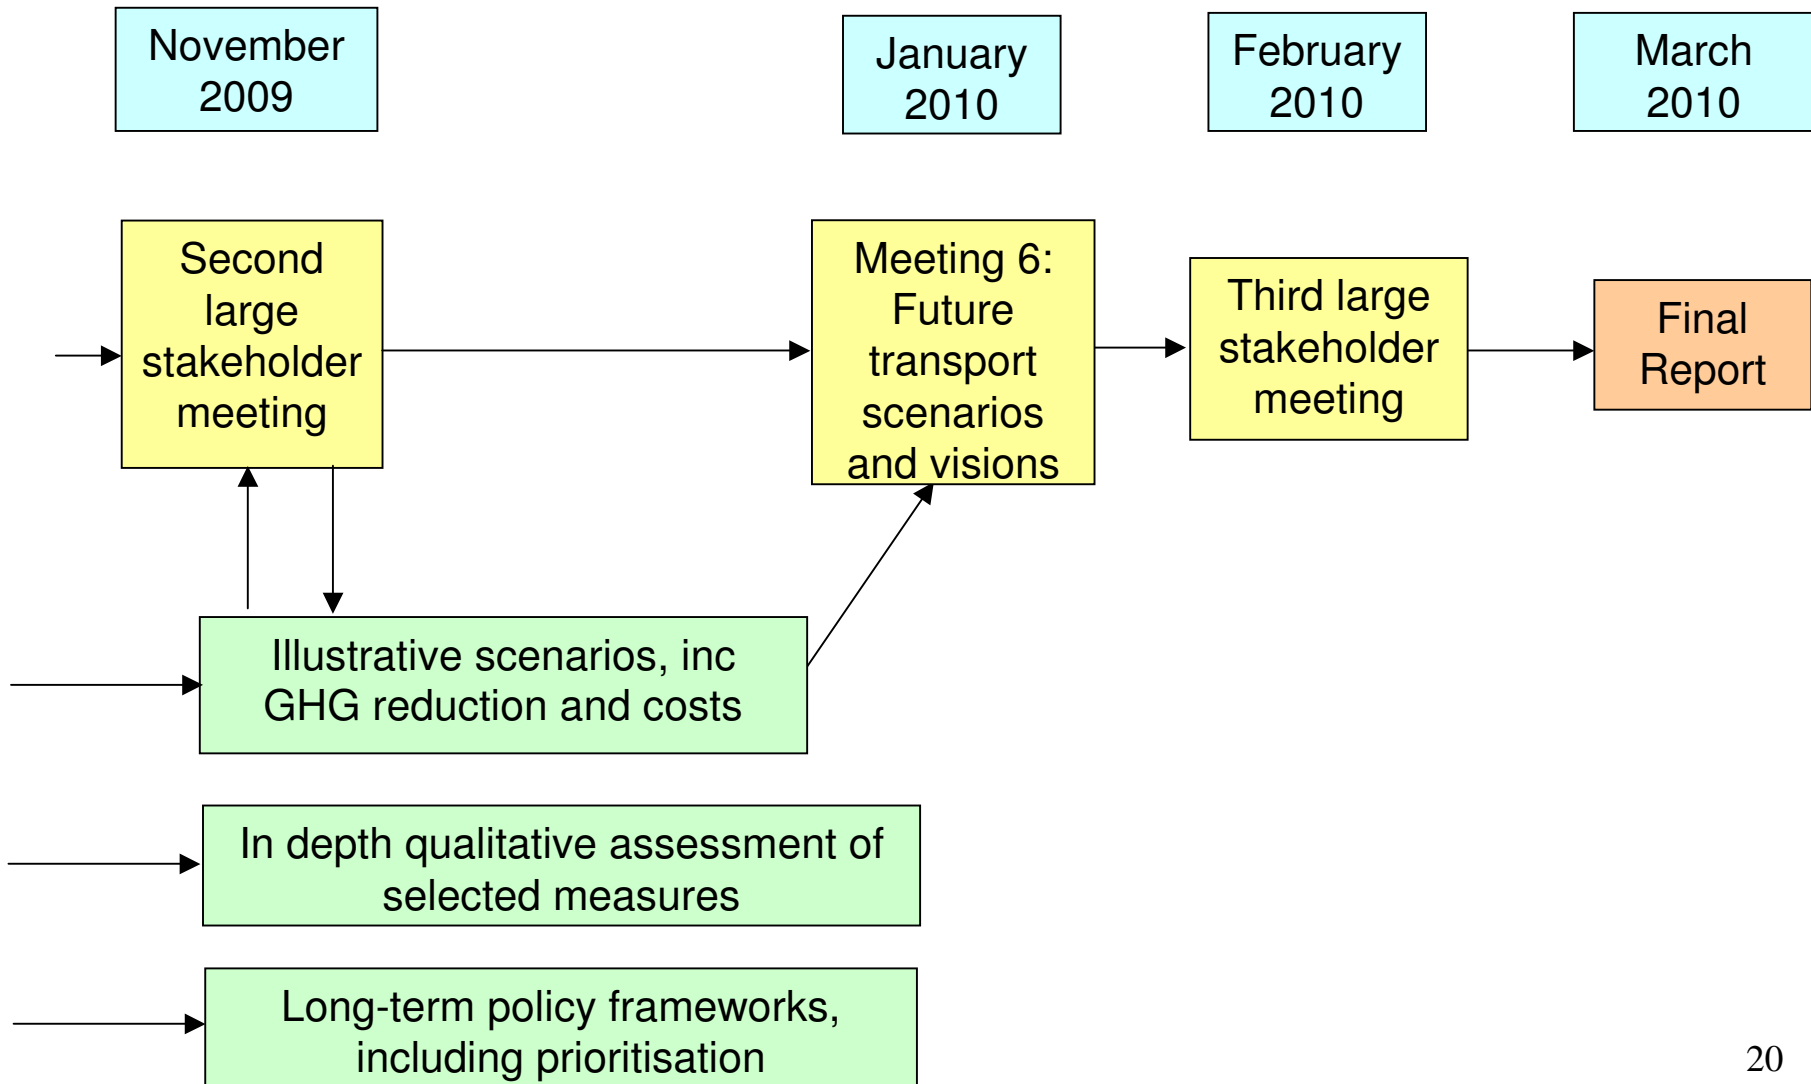 November
2009
January
2010
February
2010
March
2010
Second
large
stakeholder
meeting
Meeting 6:
Future
transport
scenarios
and visions
Third large
stakeholder
meeting
Final
Report
Illustrative scenarios, inc
GHG reduction and costs
In depth qualitative assessment of
selected measures
Long-term policy frameworks,
including prioritisation
20